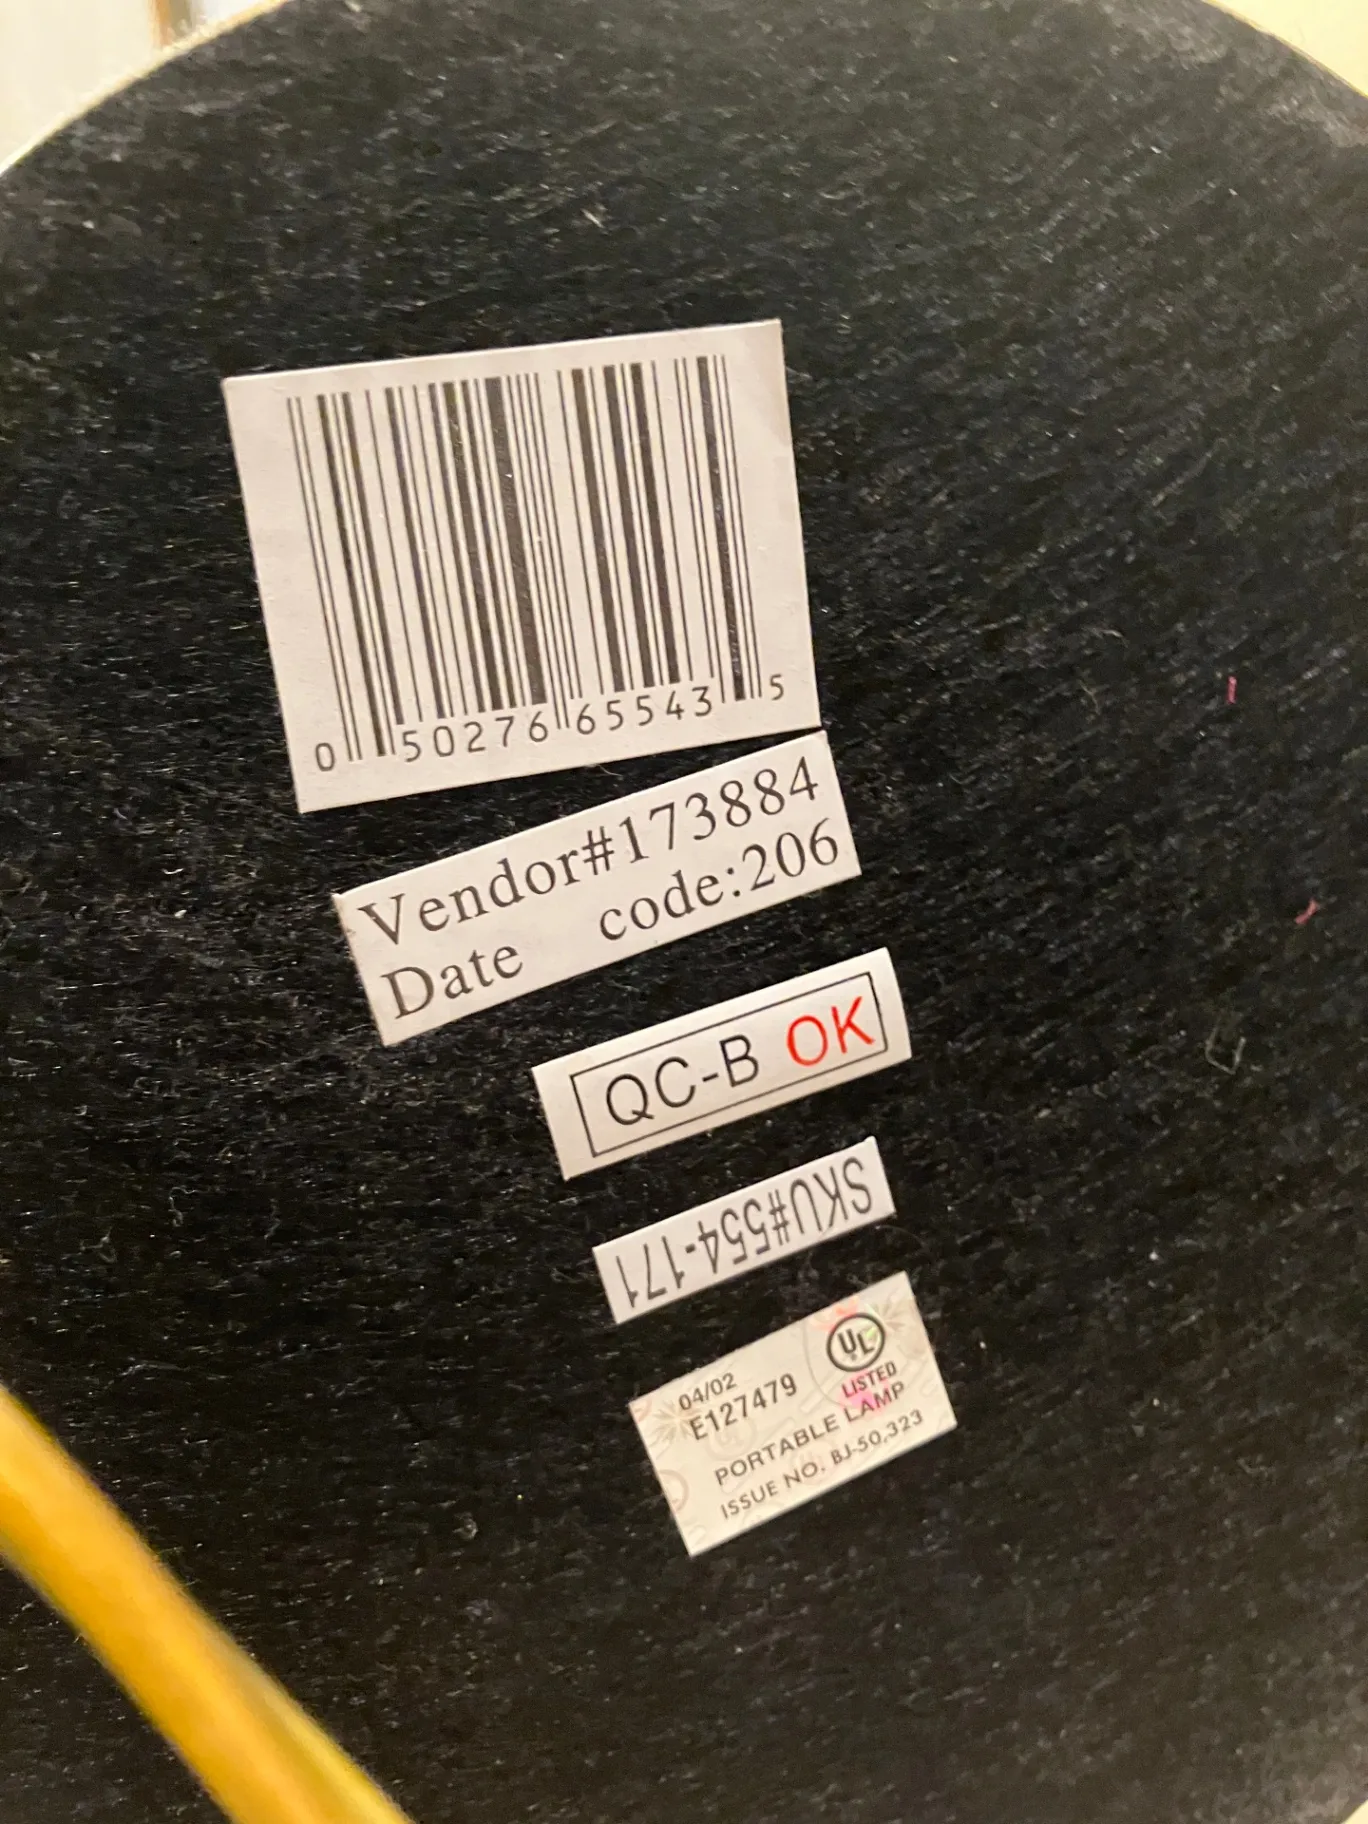 0 50276 65543 5
Vendor#173884
Date code:206
QC-B OK
SKU#554-171
04/02
E127479
UL
LISTED
PORTABLE LAMP
ISSUE NO. BJ-50,323